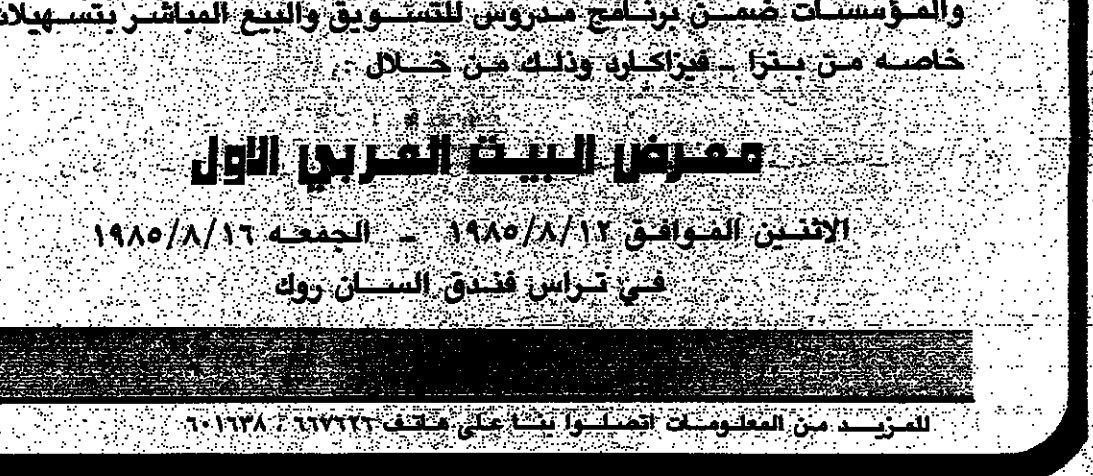 والمؤسسات ضمن برنامج مدروس للتسويق والبيع المباشر بتسهيلات
خاصه من بترا - فيزاكارد وذلك من خلال :-
معرض البيت العربي الاول
الاثنين الموافق ١٩٨٥/٨/١٢ - الجمعه ١٩٨٥/٨/١٦
في تراس فندق السان روك
للمزيد من المعلومات اتصلوا بنا على هاتف ٦٦٧٦٢٦ / ٦٠١٦٣٨